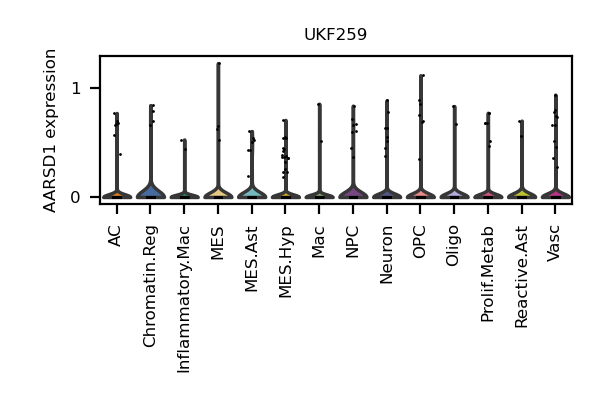 UKF259
AARSD1 expression
1
0
AC
Chromatin.Reg
Inflammatory.Mac
MES
MES.Ast
MES.Hyp
Mac
NPC
Neuron
OPC
Oligo
Prolif.Metab
Reactive.Ast
Vasc